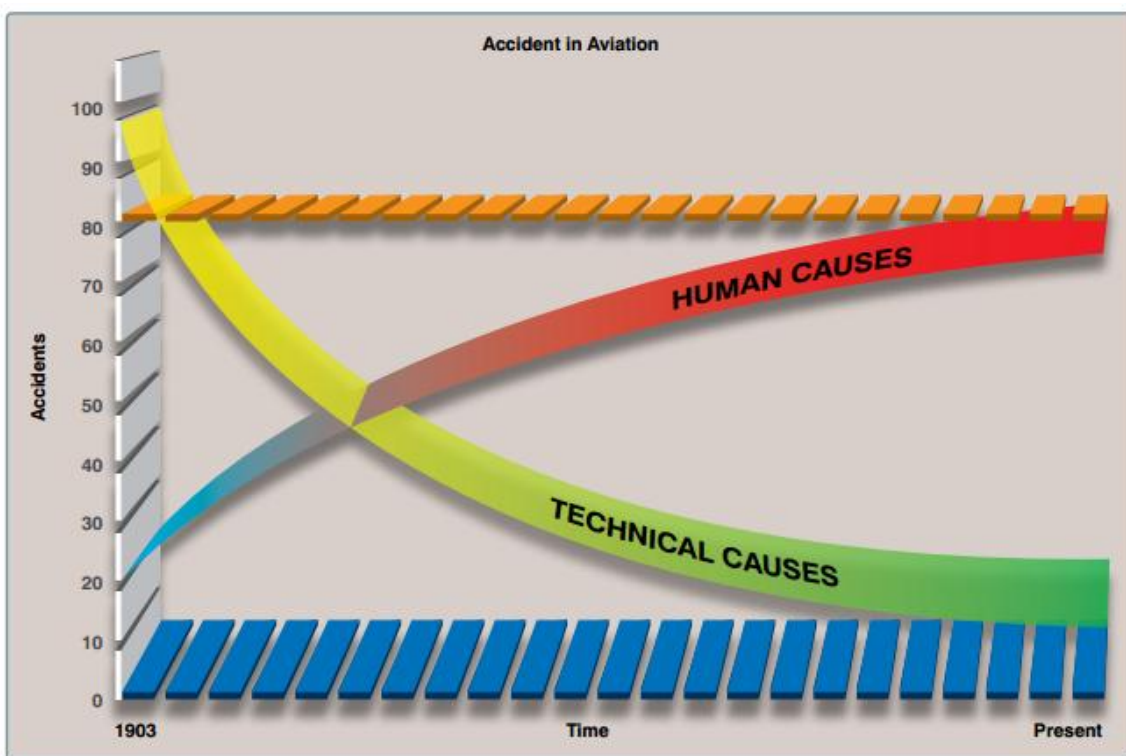 Accident in Aviation
100
90
80
70
60
50
40
30
20
10
0
Accidents
HUMAN CAUSES
TECHNICAL CAUSES
1903
Time
Present